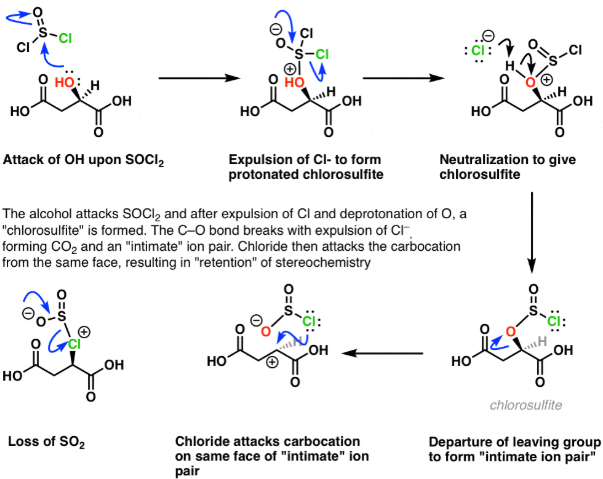 O
S
Cl
Cl
HO:
H
O
HO
OH
O
Attack of OH upon SOCl2
⊖
Cl
O
S
Cl
⊕
HO
H
O
HO
OH
O
Expulsion of Cl- to form
protonated chlorosulfite
:Cl: ⊖
O
S
Cl
H
O ⊕
H
O
HO
OH
O
Neutralization to give
chlorosulfite
The alcohol attacks SOCl2 and after expulsion of Cl and deprotonation of O, a
"chlorosulfite" is formed. The C–O bond breaks with expulsion of Cl–,
forming CO2 and an "intimate" ion pair. Chloride then attacks the carbocation
from the same face, resulting in "retention" of stereochemistry
O
⊖
O
S
Cl ⊕
O
HO
OH
O
Loss of SO2
O
⊖
S
O
Cl:
H
O
HO
⊕
OH
O
Chloride attacks carbocation
on same face of "intimate" ion
pair
O
S
O
Cl:
H
O
HO
OH
O
chlorosulfite
Departure of leaving group
to form "intimate ion pair"